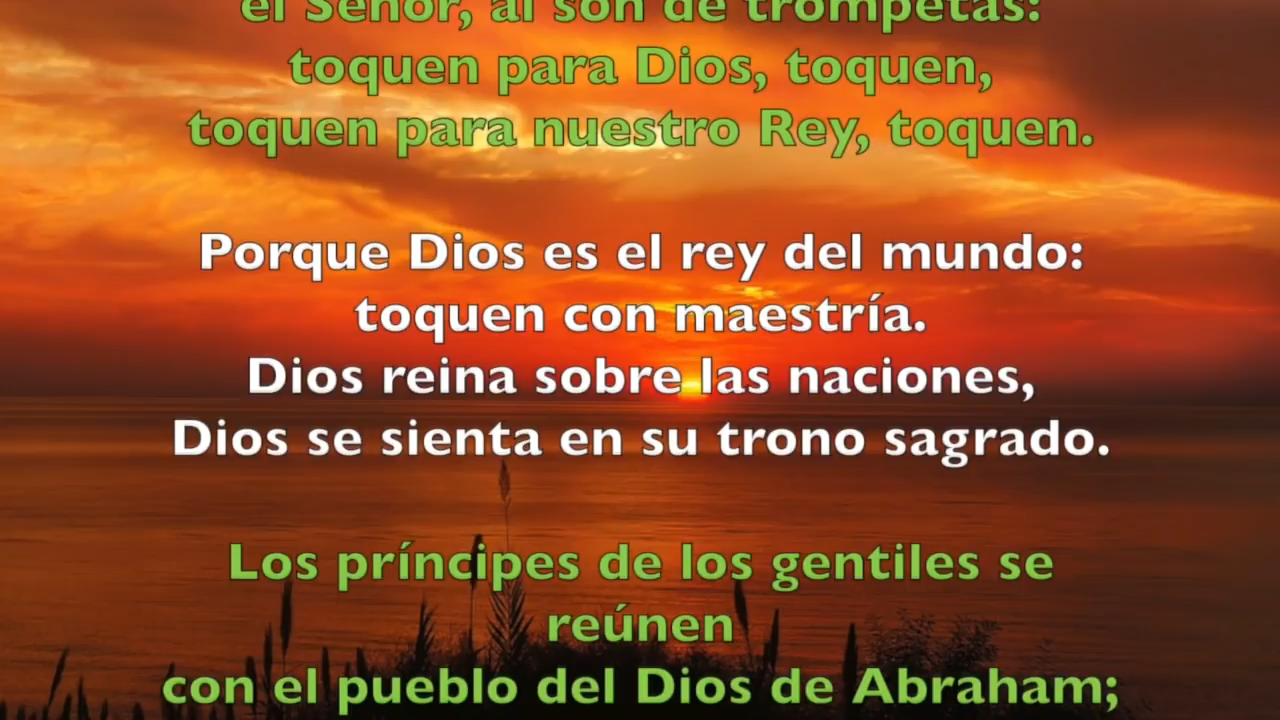 el Señor, al son de trompetas:
toquen para Dios, toquen,
toquen para nuestro Rey, toquen.
Porque Dios es el rey del mundo:
toquen con maestría.
Dios reina sobre las naciones,
Dios se sienta en su trono sagrado.
Los príncipes de los gentiles se
reúnen
con el pueblo del Dios de Abraham;